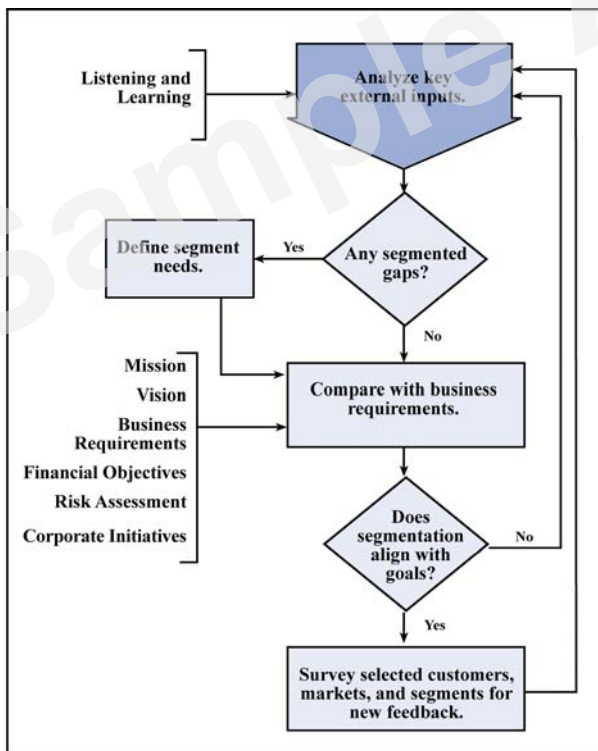 Listening and
Learning
Analyze key
external inputs.
Define segment
needs.
Yes
Any segmented
gaps?
No
Mission
Vision
Business
Requirements
Financial Objectives
Risk Assessment
Corporate Initiatives
Compare with business
requirements.
Does
segmentation
align with
goals?
No
Yes
Survey selected customers,
markets, and segments for
new feedback.
Sample A